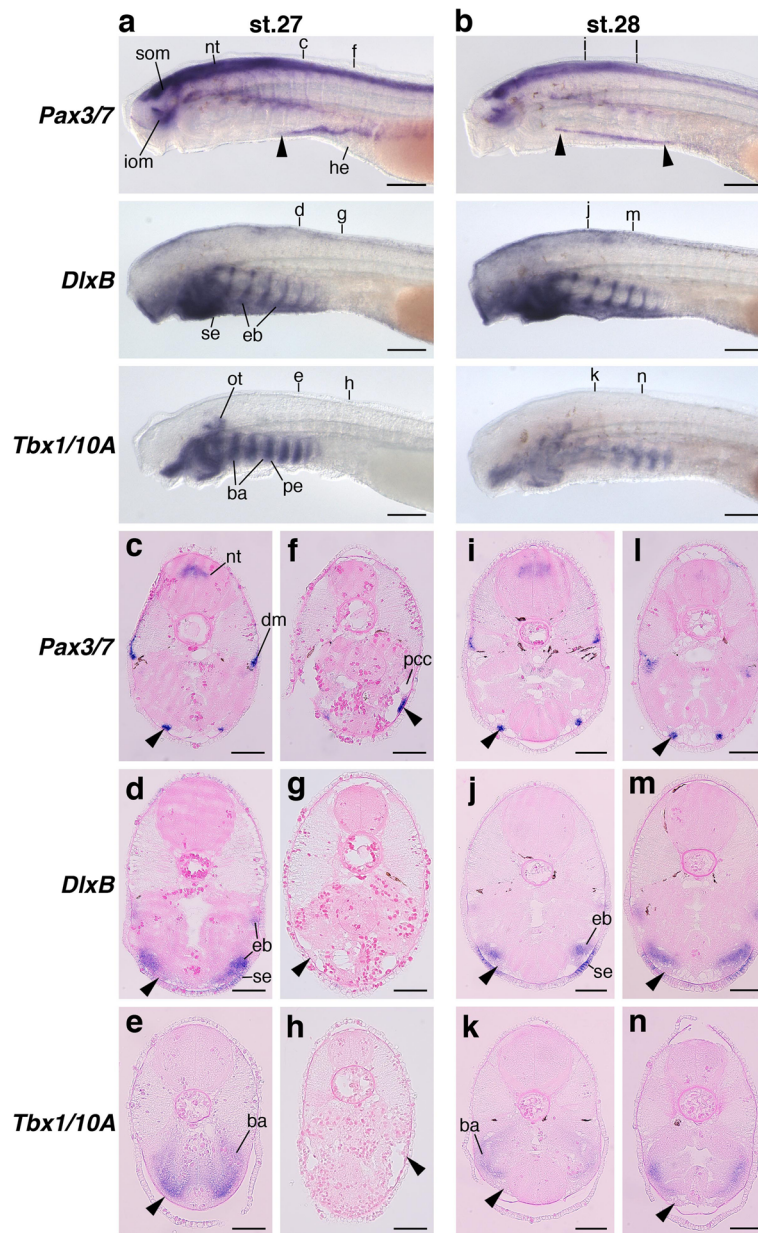 a st.27 b st.28
som nt c f i l
Pax3/7
iom he
d g j m
DlxB
se eb
ot e h k n
Tbx1/10A
ba pe
c f i l
nt
Pax3/7
dm
pcc
d g j m
DlxB
eb eb
se se
e h k n
Tbx1/10A
ba ba